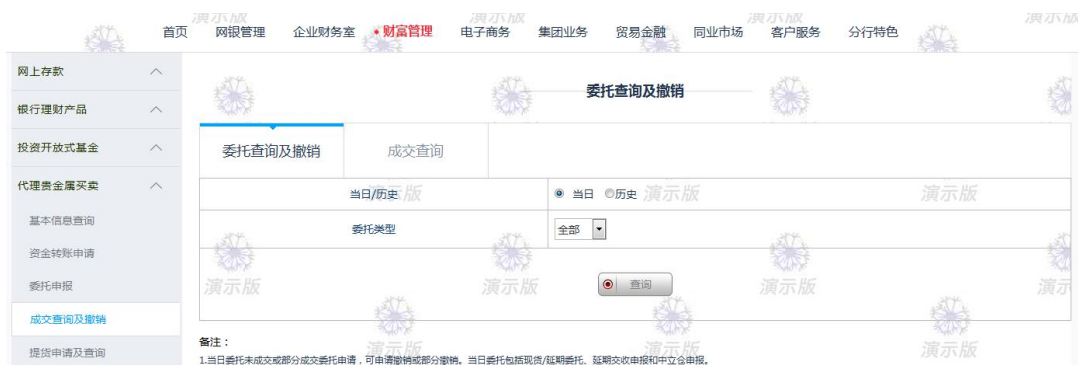 首页 网银管理 企业财务室 *财富管理 电子商务 集团业务 贸易金融 同业市场 客户服务 分行特色
网上存款
银行理财产品
投资开放式基金
代理贵金属买卖
基本信息查询
资金转账申请
委托申报
成交查询及撤销
提货申请及查询
委托查询及撤销
委托查询及撤销 成交查询
当日/历史 当日 历史
委托类型 全部
查询
备注：
1.当日委托未成交或部分成交委托申请，可申请撤销或部分撤销。当日委托包括现货/延期委托、延期交收申报和中立仓申报。
演示版 演示版 演示版 演示版
演示版 演示版 演示版
演示版 演示版 演示版 演示
演示版 演示版 演示版